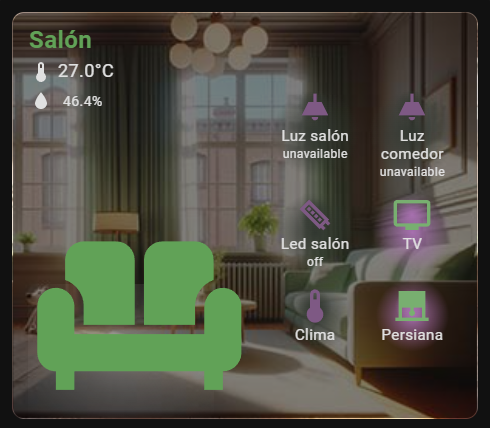 Salón
27.0°C
46.4%
Luz salón
unavailable
Luz
comedor
unavailable
Led salón
off
TV
Clima
Persiana